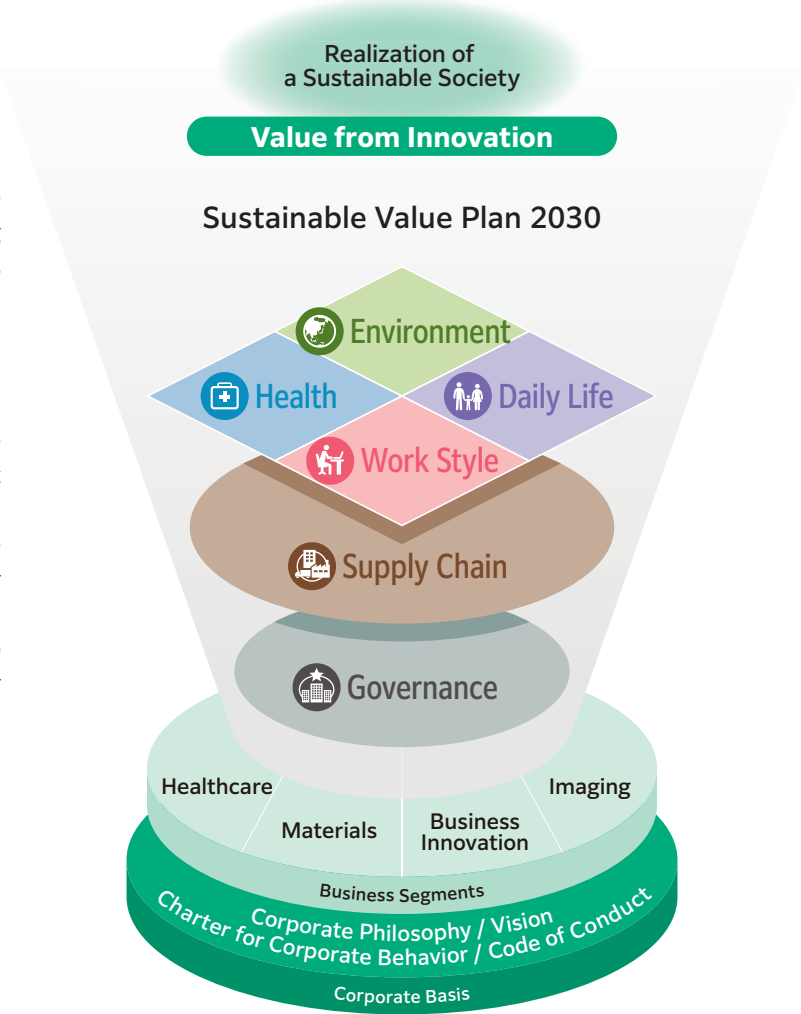 Realization of
a Sustainable Society
Value from Innovation
Sustainable Value Plan 2030
Environment
Health
Daily Life
Work Style
Supply Chain
Governance
Healthcare
Materials
Business
Innovation
Imaging
Business Segments
Corporate Philosophy / Vision
Charter for Corporate Behavior / Code of Conduct
Corporate Basis